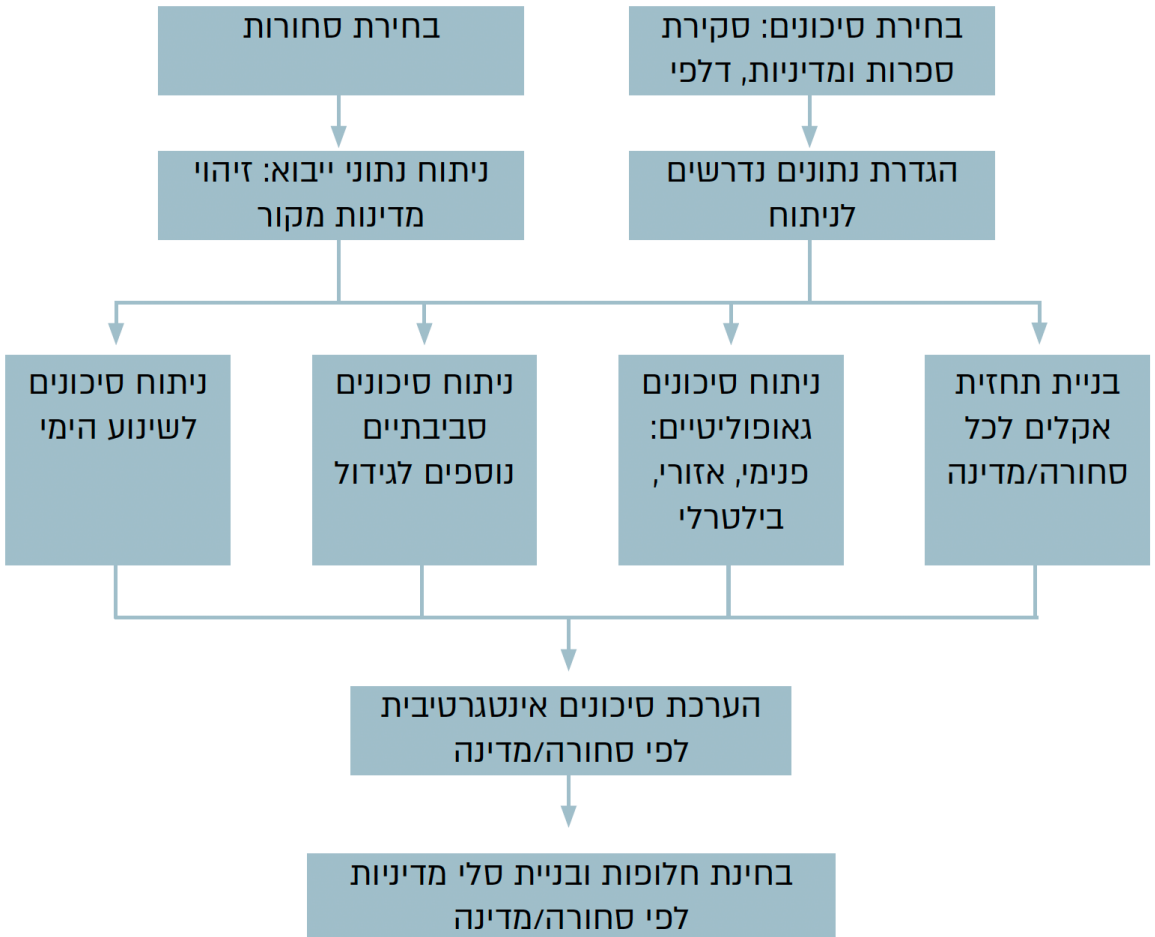 בחירת סיכונים: סקירת
ספרות ומדיניות, דלפי
בחירת סחורות
הגדרת נתונים נדרשים
לניתוח
ניתוח נתוני ייבוא: זיהוי
מדינות מקור
בניית תחזית
אקלים לכל
סחורה/מדינה
ניתוח סיכונים
גאופוליטיים:
פנימי, אזורי,
בילטרלי
ניתוח סיכונים
סביבתיים
נוספים לגידול
ניתוח סיכונים
לשינוע הימי
הערכת סיכונים אינטגרטיבית
לפי סחורה/מדינה
בחינת חלופות ובניית סלי מדיניות
לפי סחורה/מדינה